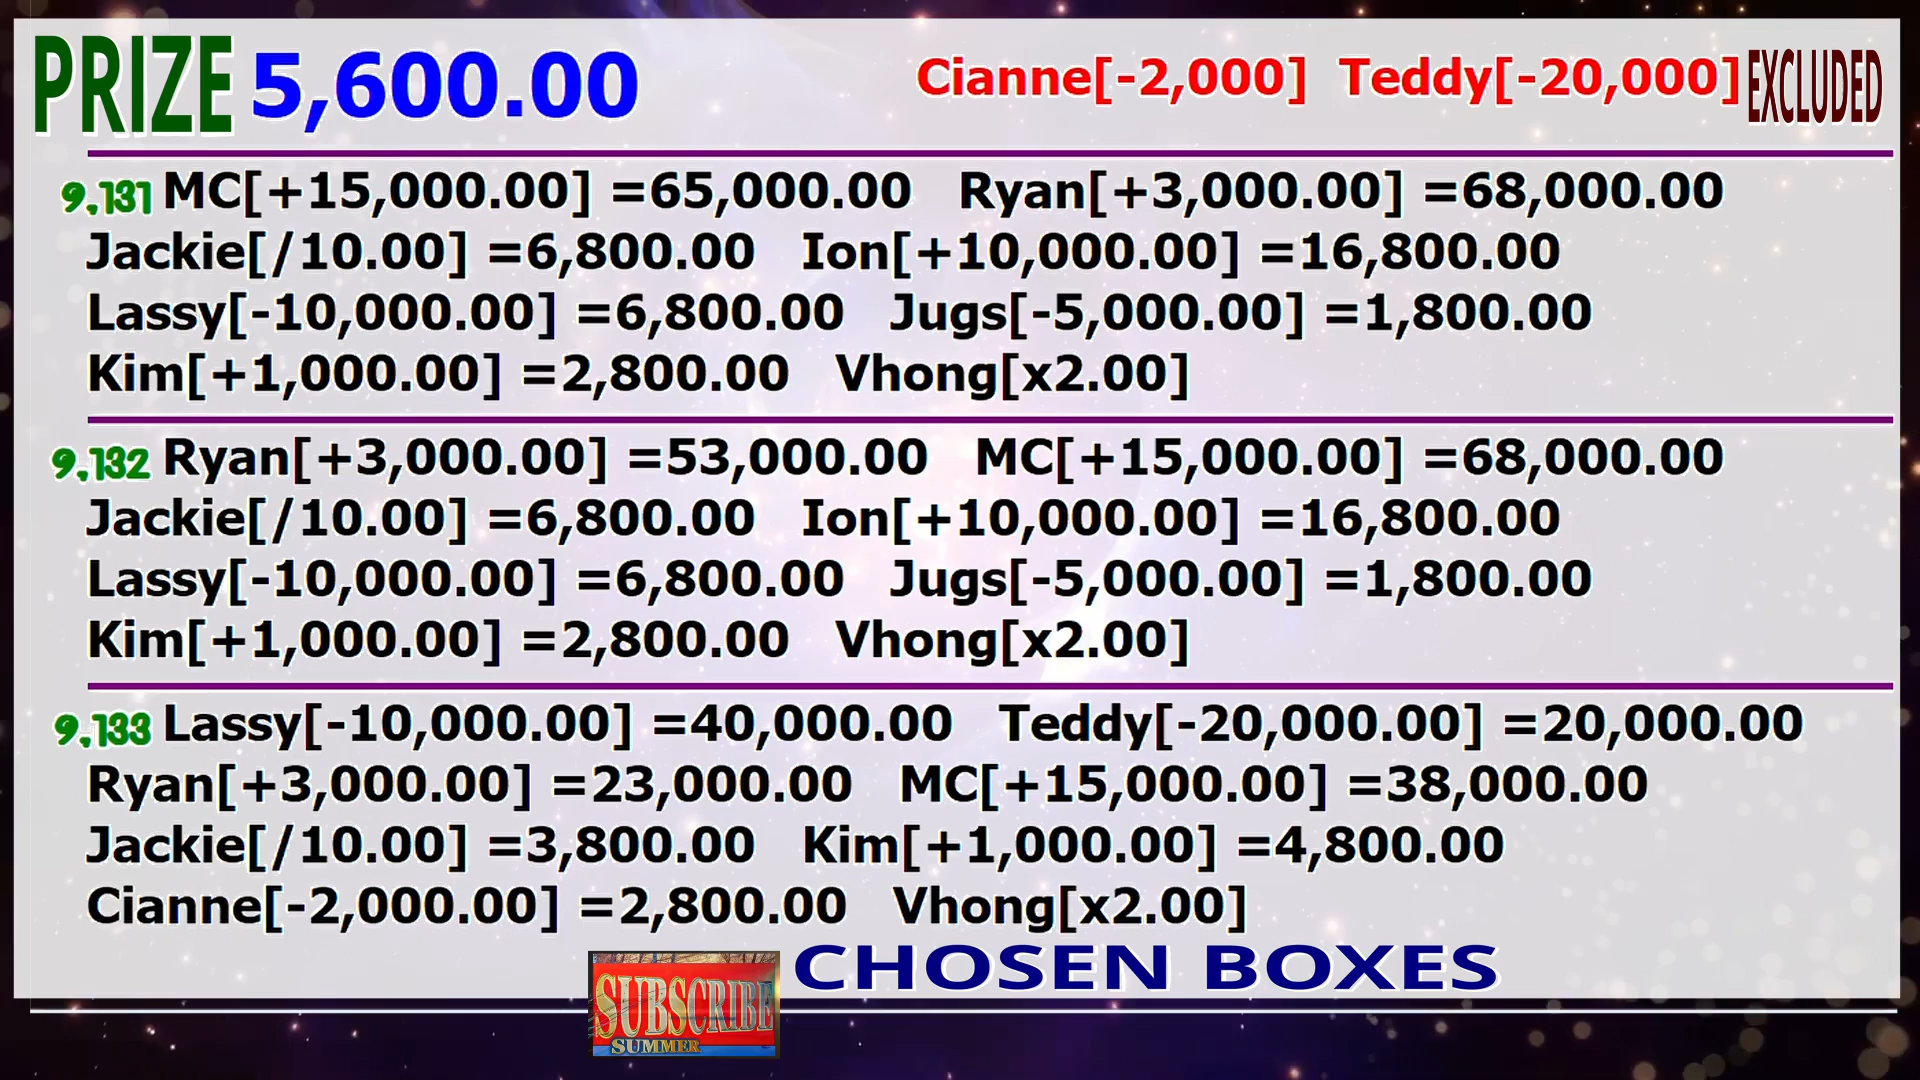 PRIZE 5,600.00 Cianne[-2,000] Teddy[-20,000] EXCLUDED
9,131 MC[+15,000.00] =65,000.00 Ryan[+3,000.00] =68,000.00
Jackie[/10.00] =6,800.00 Ion[+10,000.00] =16,800.00
Lassy[-10,000.00] =6,800.00 Jugs[-5,000.00] =1,800.00
Kim[+1,000.00] =2,800.00 Vhong[x2.00]
9,132 Ryan[+3,000.00] =53,000.00 MC[+15,000.00] =68,000.00
Jackie[/10.00] =6,800.00 Ion[+10,000.00] =16,800.00
Lassy[-10,000.00] =6,800.00 Jugs[-5,000.00] =1,800.00
Kim[+1,000.00] =2,800.00 Vhong[x2.00]
9,133 Lassy[-10,000.00] =40,000.00 Teddy[-20,000.00] =20,000.00
Ryan[+3,000.00] =23,000.00 MC[+15,000.00] =38,000.00
Jackie[/10.00] =3,800.00 Kim[+1,000.00] =4,800.00
Cianne[-2,000.00] =2,800.00 Vhong[x2.00]
CHOSEN BOXES
SUBSCRIBE
SUMMER